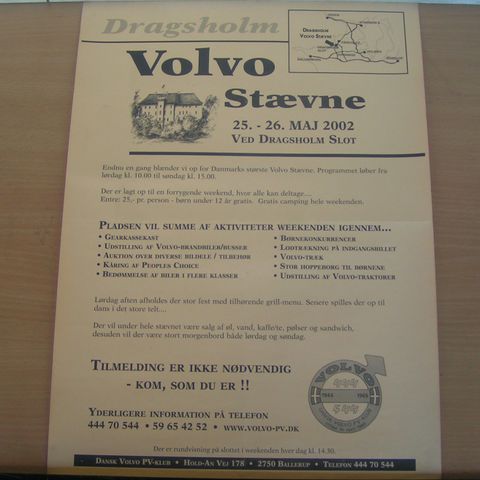 Dragsholm
Volvo
Stævne
25. - 26. MAJ 2002
VED DRAGSHOLM SLOT
DRAGSHOLM
VOLVO STÆVNE
Endnu en gang blænder vi op for Danmarks største Volvo Stævne. Programmet løber fra
lørdag kl. 10.00 til søndag kl. 15.00.
Der er lagt op til en forrygende weekend, hvor alle kan deltage....
Entre: 25,- pr. person - børn under 12 år gratis. Gratis camping hele weekenden.
PLADSEN VIL SUMME AF AKTIVITETER WEEKENDEN IGENNEM...
• GEARKASSEKAST
• UDSTILLING AF VOLVO-BRANDBILER/BUSSER
• AUKTION OVER DIVERSE BILDELE / TILBEHØR
• KÅRING AF PEOPLES CHOICE
• BEDØMMELSE AF BILER I FLERE KLASSER
• BØRNEKONKURRENCER
• LODTRÆKNING PÅ INDGANGSBILLET
• VOLVO-TRÆK
• STOR HOPPEBORG TIL BØRNENE
• UDSTILLING AF VOLVO-TRAKTORER
Lørdag aften afholdes der stor fest med tilhørende grill-menu. Senere spilles der op til
dans i det store telt....
Der vil under hele stævnet være salg af øl, vand, kaffe/te, pølser og sandwich,
desuden vil der være stort morgenbord både lørdag og søndag.
TILMELDING ER IKKE NØDVENDIG
- KOM, SOM DU ER !!
VOLVO
1944
1965
444
544
YDERLIGERE INFORMATION PÅ TELEFON
444 70 544 • 59 65 42 52 • WWW.VOLVO-PV.DK
Der er rundvisning på slottet i weekenden hver dag kl. 14.30.
DANSK VOLVO PV-KLUB • HOLD-AN VEJ 178 • 2750 BALLERUP • TELEFON 444 70 544